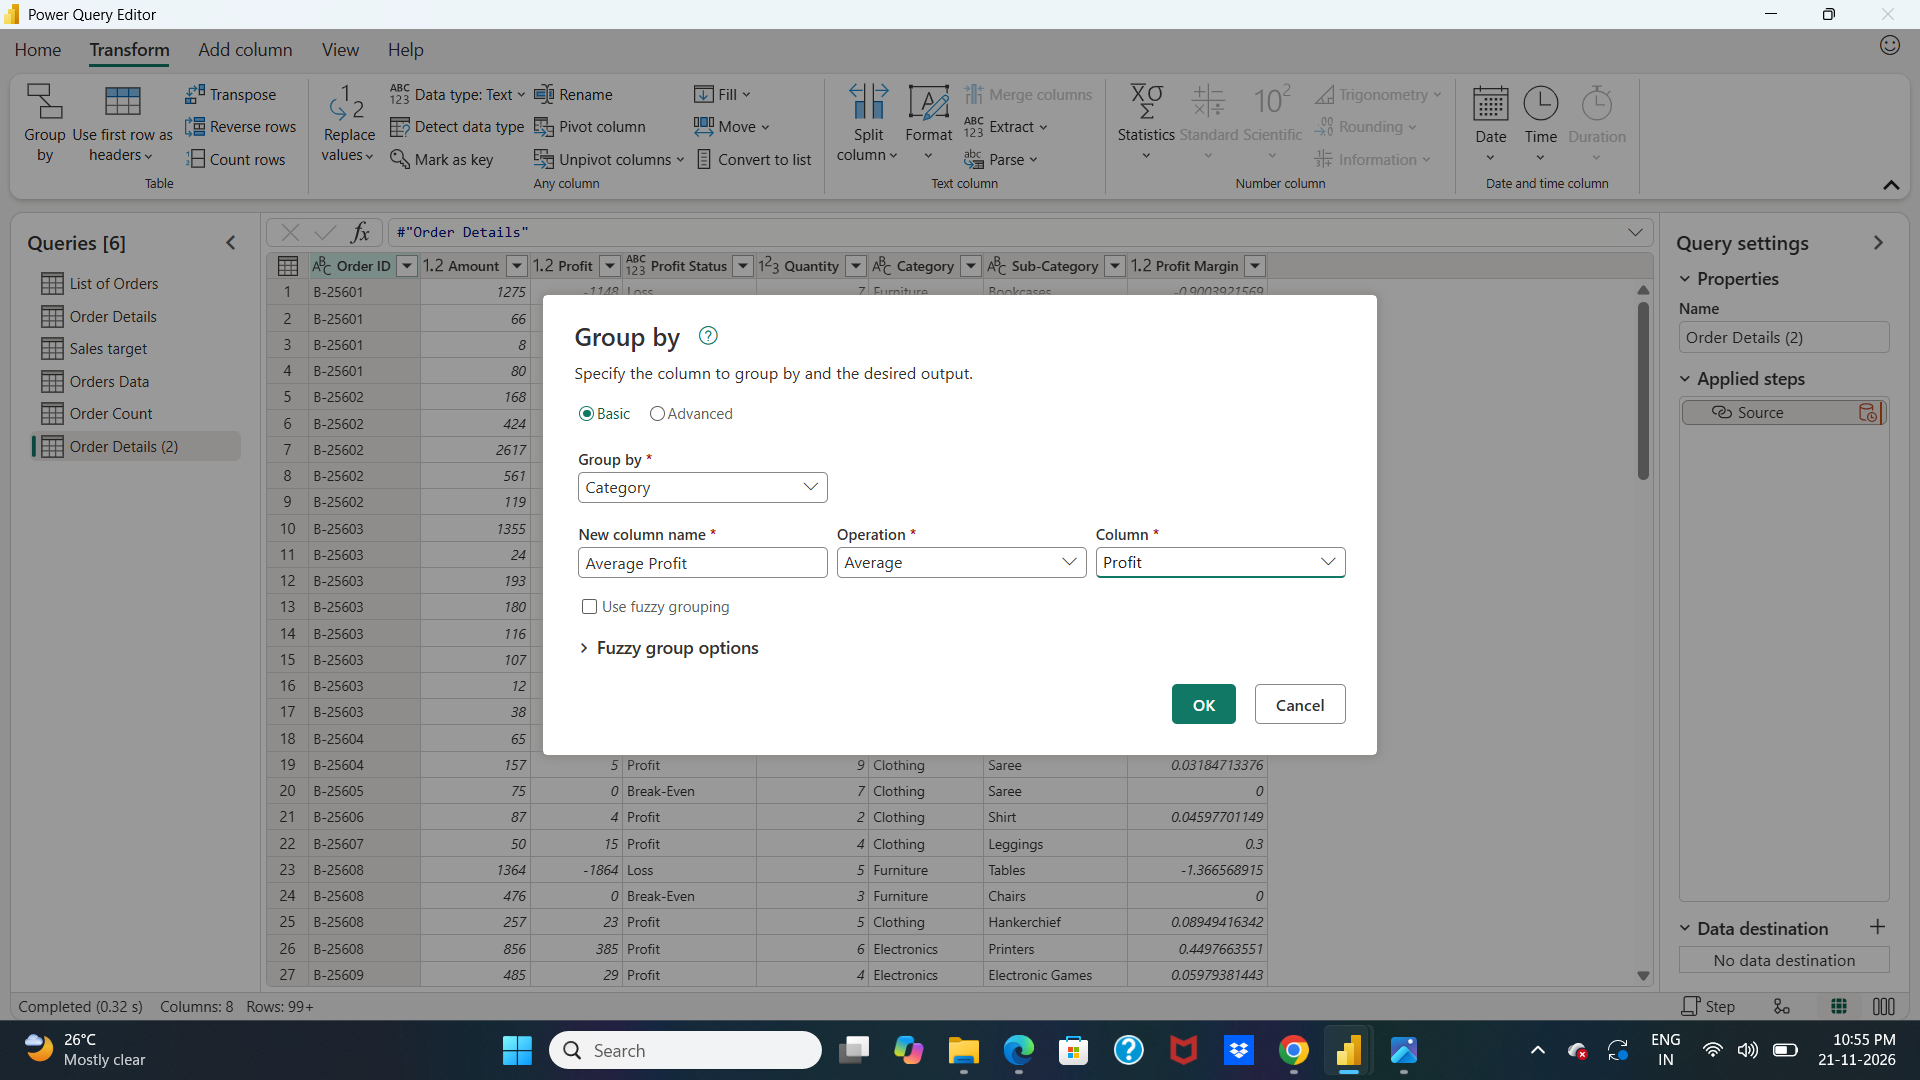 Power Query Editor
Home Transform Add column View Help
Group by
Use first row as headers
Transpose
Reverse rows
Count rows
Table
Replace values
Data type: Text
Detect data type
Mark as key
Rename
Pivot column
Unpivot columns
Any column
Fill
Move
Convert to list
Split column
Format
Merge columns
Extract
Parse
Text column
Statistics
Standard
Scientific
Trigonometry
Rounding
Information
Number column
Date
Time
Duration
Date and time column
Queries [6]
List of Orders
Order Details
Sales target
Orders Data
Order Count
Order Details (2)
fx #"Order Details"
Order ID 1.2 Amount 1.2 Profit ABC 123 Profit Status 123 Quantity ABC Category ABC Sub-Category 1.2 Profit Margin
1 B-25601 1275 -1148 Loss 7 Furniture Bookcases -0.9003921569
2 B-25601 66
3 B-25601 8
4 B-25601 80
5 B-25602 168
6 B-25602 424
7 B-25602 2617
8 B-25602 561
9 B-25602 119
10 B-25603 1355
11 B-25603 24
12 B-25603 193
13 B-25603 180
14 B-25603 116
15 B-25603 107
16 B-25603 12
17 B-25603 38
18 B-25604 65
19 B-25604 157 5 Profit 9 Clothing Saree 0.03184713376
20 B-25605 75 0 Break-Even 7 Clothing Saree 0
21 B-25606 87 4 Profit 2 Clothing Shirt 0.04597701149
22 B-25607 50 15 Profit 4 Clothing Leggings 0.3
23 B-25608 1364 -1864 Loss 5 Furniture Tables -1.366568915
24 B-25608 476 0 Break-Even 3 Furniture Chairs 0
25 B-25608 257 23 Profit 5 Clothing Hankerchief 0.08949416342
26 B-25608 856 385 Profit 6 Electronics Printers 0.4497663551
27 B-25609 485 29 Profit 4 Electronics Electronic Games 0.05979381443
Group by
Specify the column to group by and the desired output.
Basic Advanced
Group by *
Category
New column name * Operation * Column *
Average Profit Average Profit
Use fuzzy grouping
Fuzzy group options
OK Cancel
Query settings
Properties
Name
Order Details (2)
Applied steps
Source
Data destination
No data destination
Completed (0.32 s) Columns: 8 Rows: 99+
Step
26°C
Mostly clear
Search
ENG
IN
10:55 PM
21-11-2026